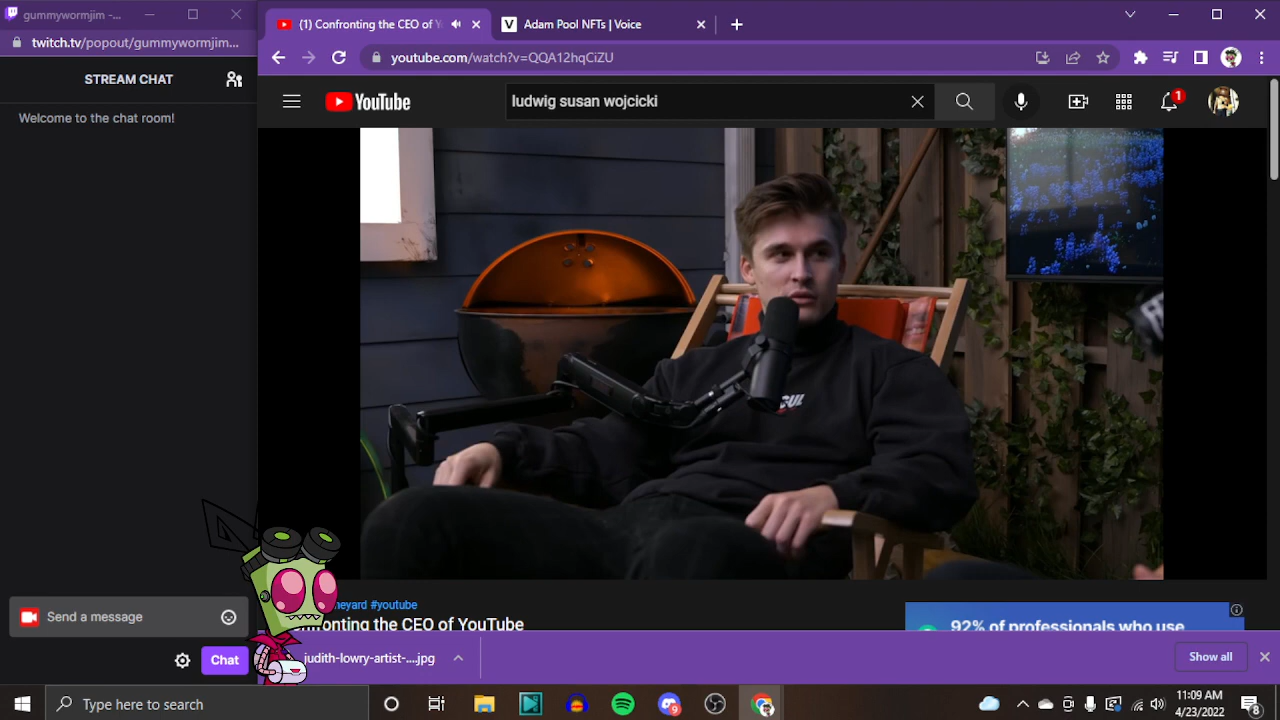 gummywormjim -...
twitch.tv/popout/gummywormjim...
STREAM CHAT
Welcome to the chat room!
Send a message
Chat
(1) Confronting the CEO of Y
V Adam Pool NFTs | Voice
youtube.com/watch?v=QQA12hqCiZU
YouTube
ludwig susan wojcicki
1
#youtube
fronting the CEO of YouTube
92% of professionals who use
judith-lowry-artist-....jpg
Show all
Type here to search
9
11:09 AM
4/23/2022
8